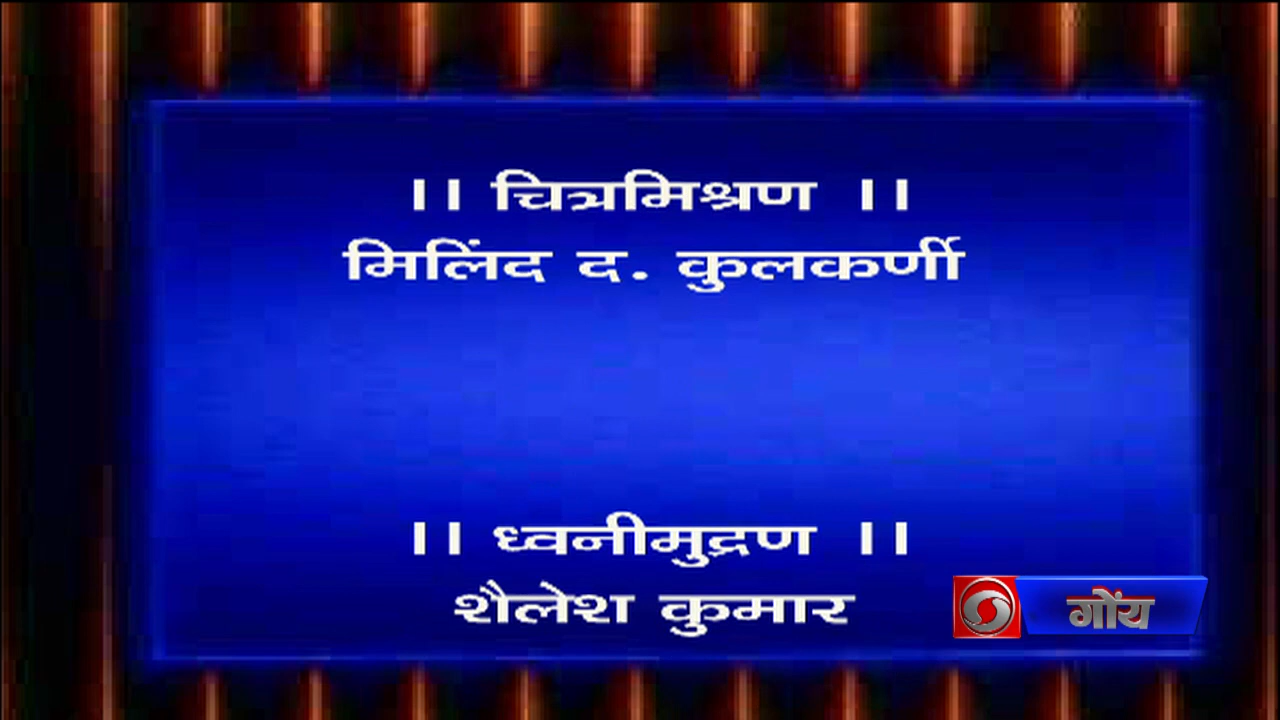 ।। चित्रमिश्रण ।।
मिलिंद द. कुलकर्णी
।। ध्वनीमुद्रण ।।
शैलेश कुमार
गोंय